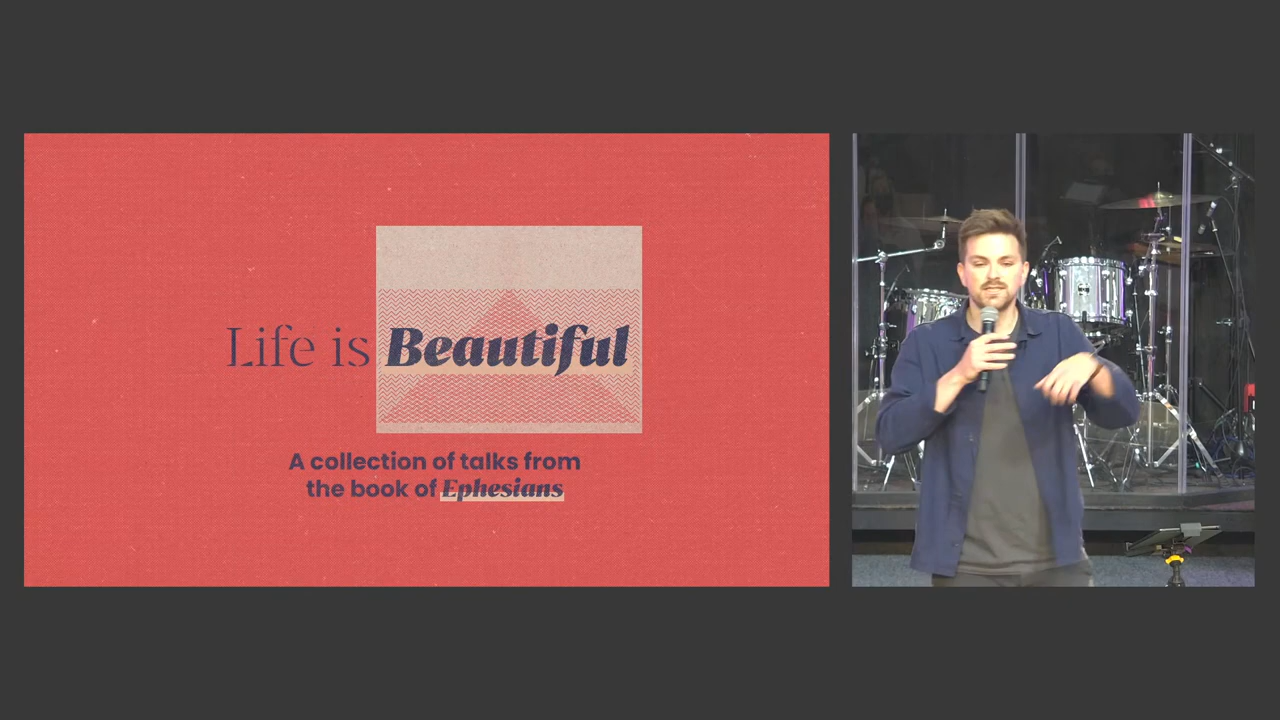 Life is Beautiful
A collection of talks from
the book of Ephesians